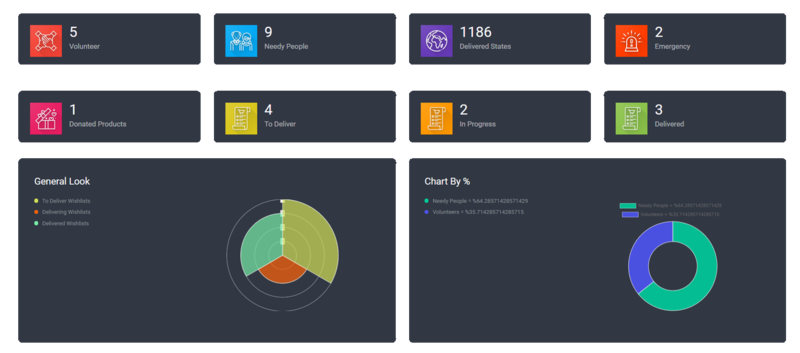 5
Volunteer
9
Needy People
1186
Delivered States
2
Emergency
1
Donated Products
4
To Deliver
2
In Progress
3
Delivered
General Look
To Deliver Wishlists
Delivering Wishlists
Delivered Wishlists
Chart By %
Needy People = %64.28571428571429
Volunteers = %35.714285714285715
Needy People = %64.28571428571429
Volunteers = %35.714285714285715